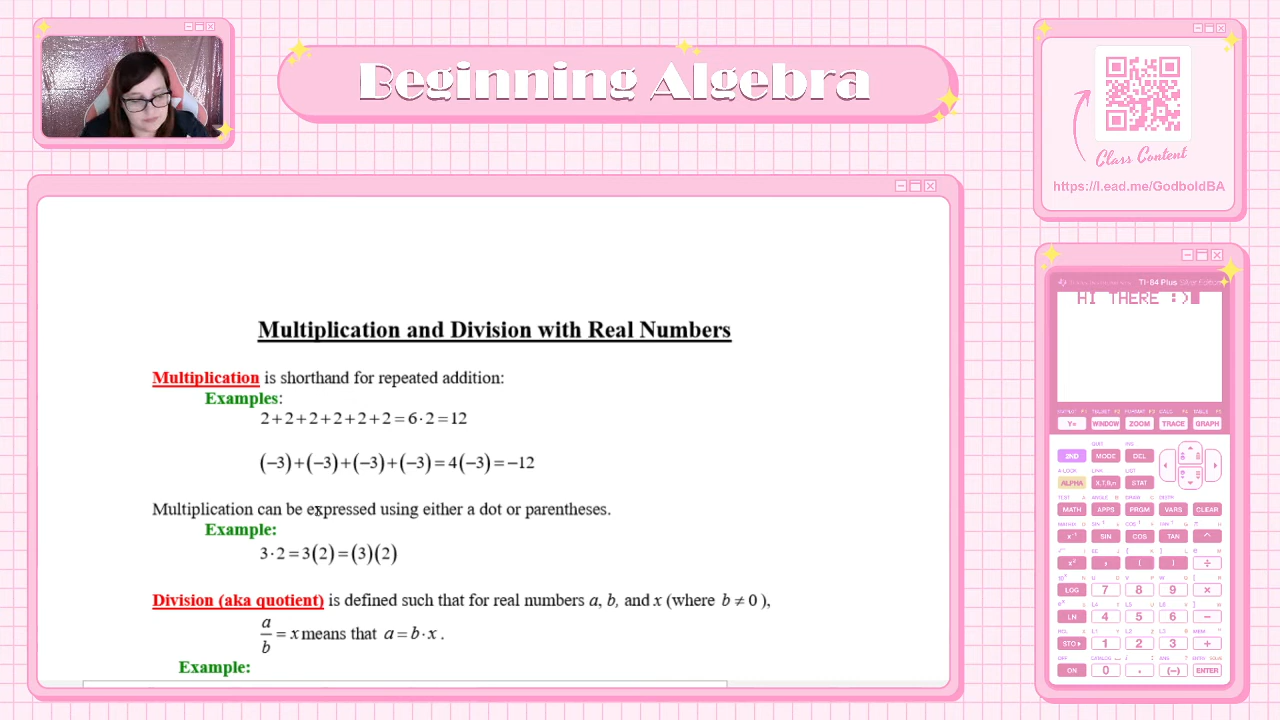 Beginning Algebra
Class Content
https://l.ead.me/GodboldBA
Multiplication and Division with Real Numbers
Multiplication is shorthand for repeated addition:
Examples:
2+2+2+2+2+2=6·2=12
(−3)+(−3)+(−3)+(−3)=4(−3)=−12
Multiplication can be expressed using either a dot or parentheses.
Example:
3·2=3(2)=(3)(2)
Division (aka quotient) is defined such that for real numbers a, b, and x (where b≠0),
a/b = x means that a=b·x.
Example:
TI-84 Plus Silver Edition
HI THERE :)
Y= WINDOW ZOOM TRACE GRAPH
2ND MODE DEL
ALPHA X,T,θ,n STAT
MATH APPS PRGM VARS CLEAR
x⁻¹ SIN COS TAN ^
x² , ( ) ÷
LOG 7 8 9 ×
LN 4 5 6 −
STO▸ 1 2 3 +
ON 0 . (−) ENTER